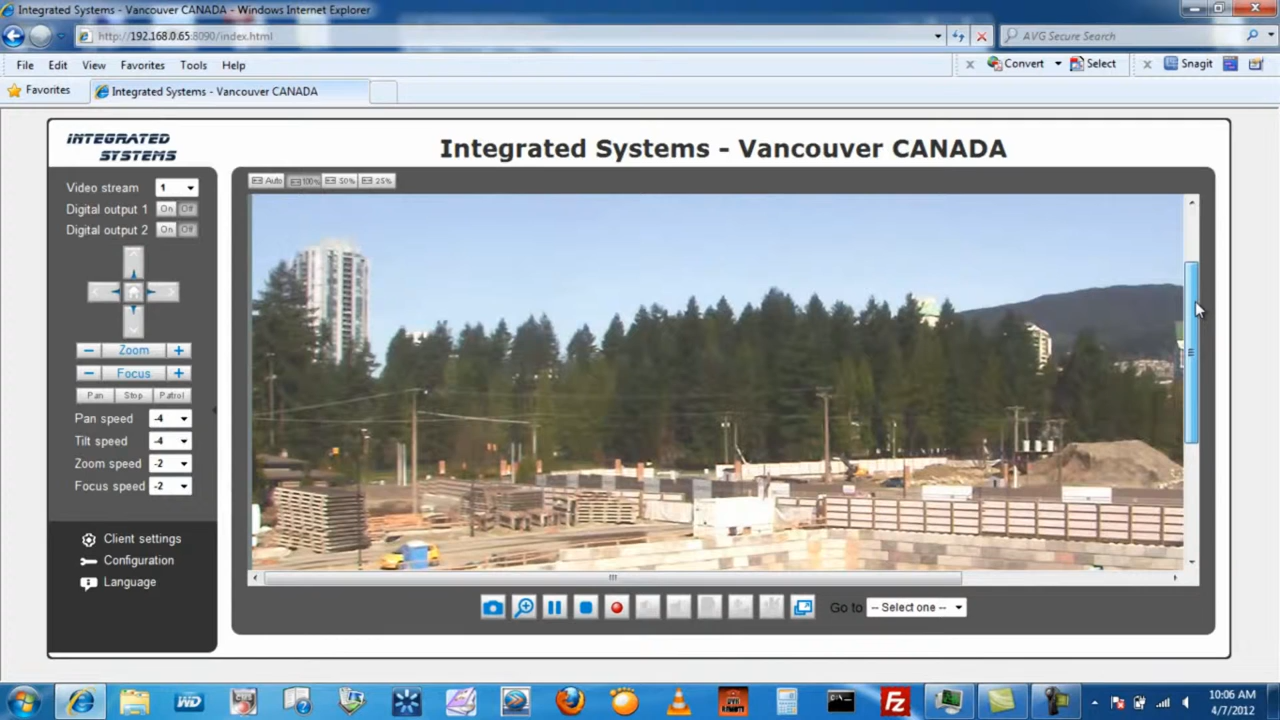 Integrated Systems - Vancouver CANADA - Windows Internet Explorer
http://192.168.0.65:8090/index.html
AVG Secure Search
File Edit View Favorites Tools Help
Convert Select Snagit
Favorites
Integrated Systems - Vancouver CANADA
INTEGRATED
SYSTEMS
Integrated Systems - Vancouver CANADA
Auto 100% 50% 25%
Video stream 1
Digital output 1 On Off
Digital output 2 On Off
Zoom
Focus
Pan Stop Patrol
Pan speed -4
Tilt speed -4
Zoom speed -2
Focus speed -2
Client settings
Configuration
Language
Go to -- Select one --
WD
10:06 AM
4/7/2012